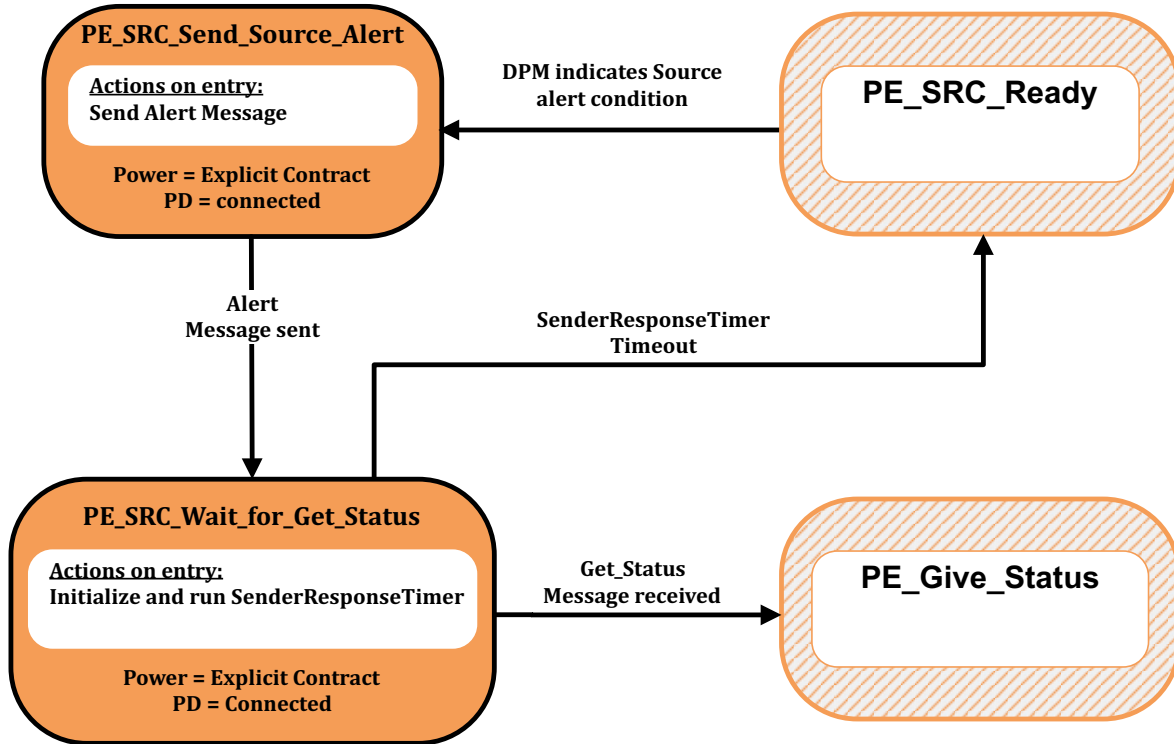 PE_SRC_Send_Source_Alert
Actions on entry:
Send Alert Message
Power = Explicit Contract
PD = connected
DPM indicates Source
alert condition
PE_SRC_Ready
Alert
Message sent
SenderResponseTimer
Timeout
PE_SRC_Wait_for_Get_Status
Actions on entry:
Initialize and run SenderResponseTimer
Power = Explicit Contract
PD = Connected
Get_Status
Message received
PE_Give_Status